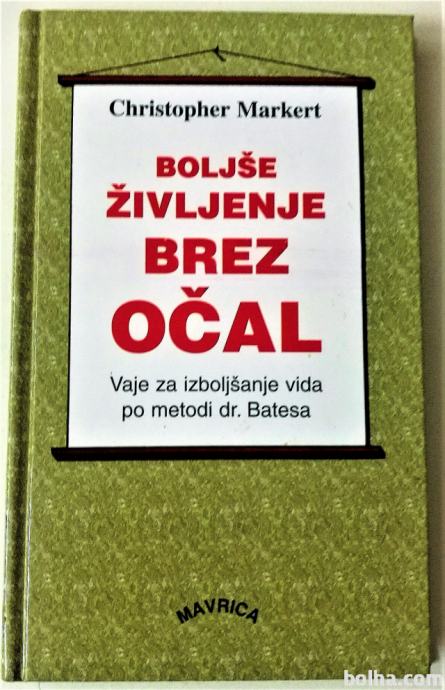 Christopher Markert
BOLJŠE
ŽIVLJENJE
BREZ
OČAL
Vaje za izboljšanje vida
po metodi dr. Batesa
MAVRICA
bolha.com